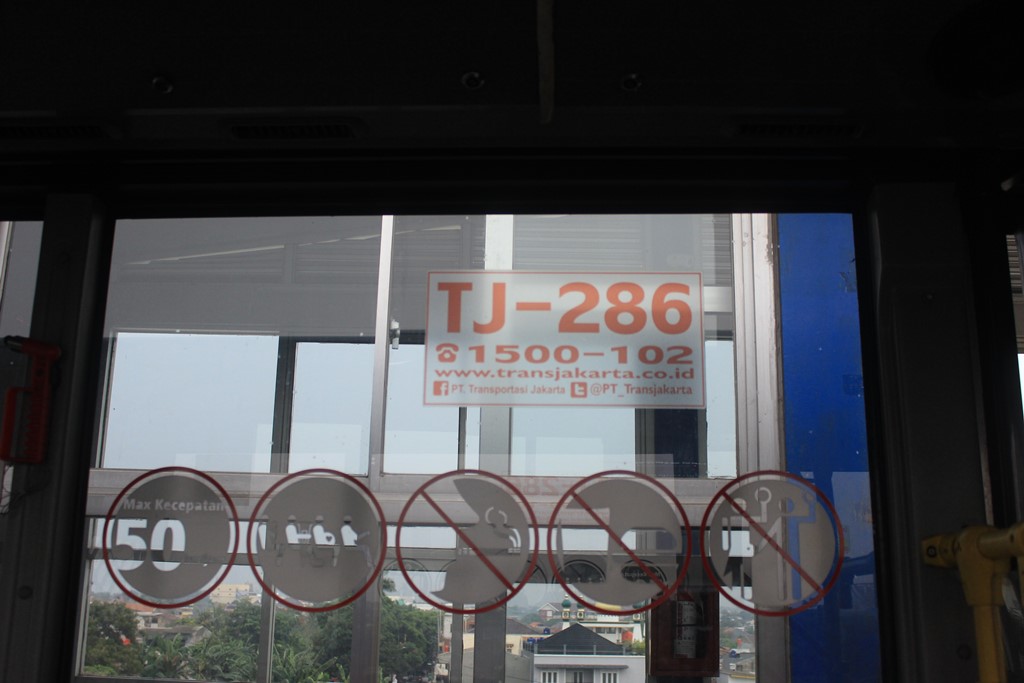 TJ-286
1500-102
www.transjakarta.co.id
PT. Transportasi Jakarta @PT_Transjakarta
Max Kecepatan
50